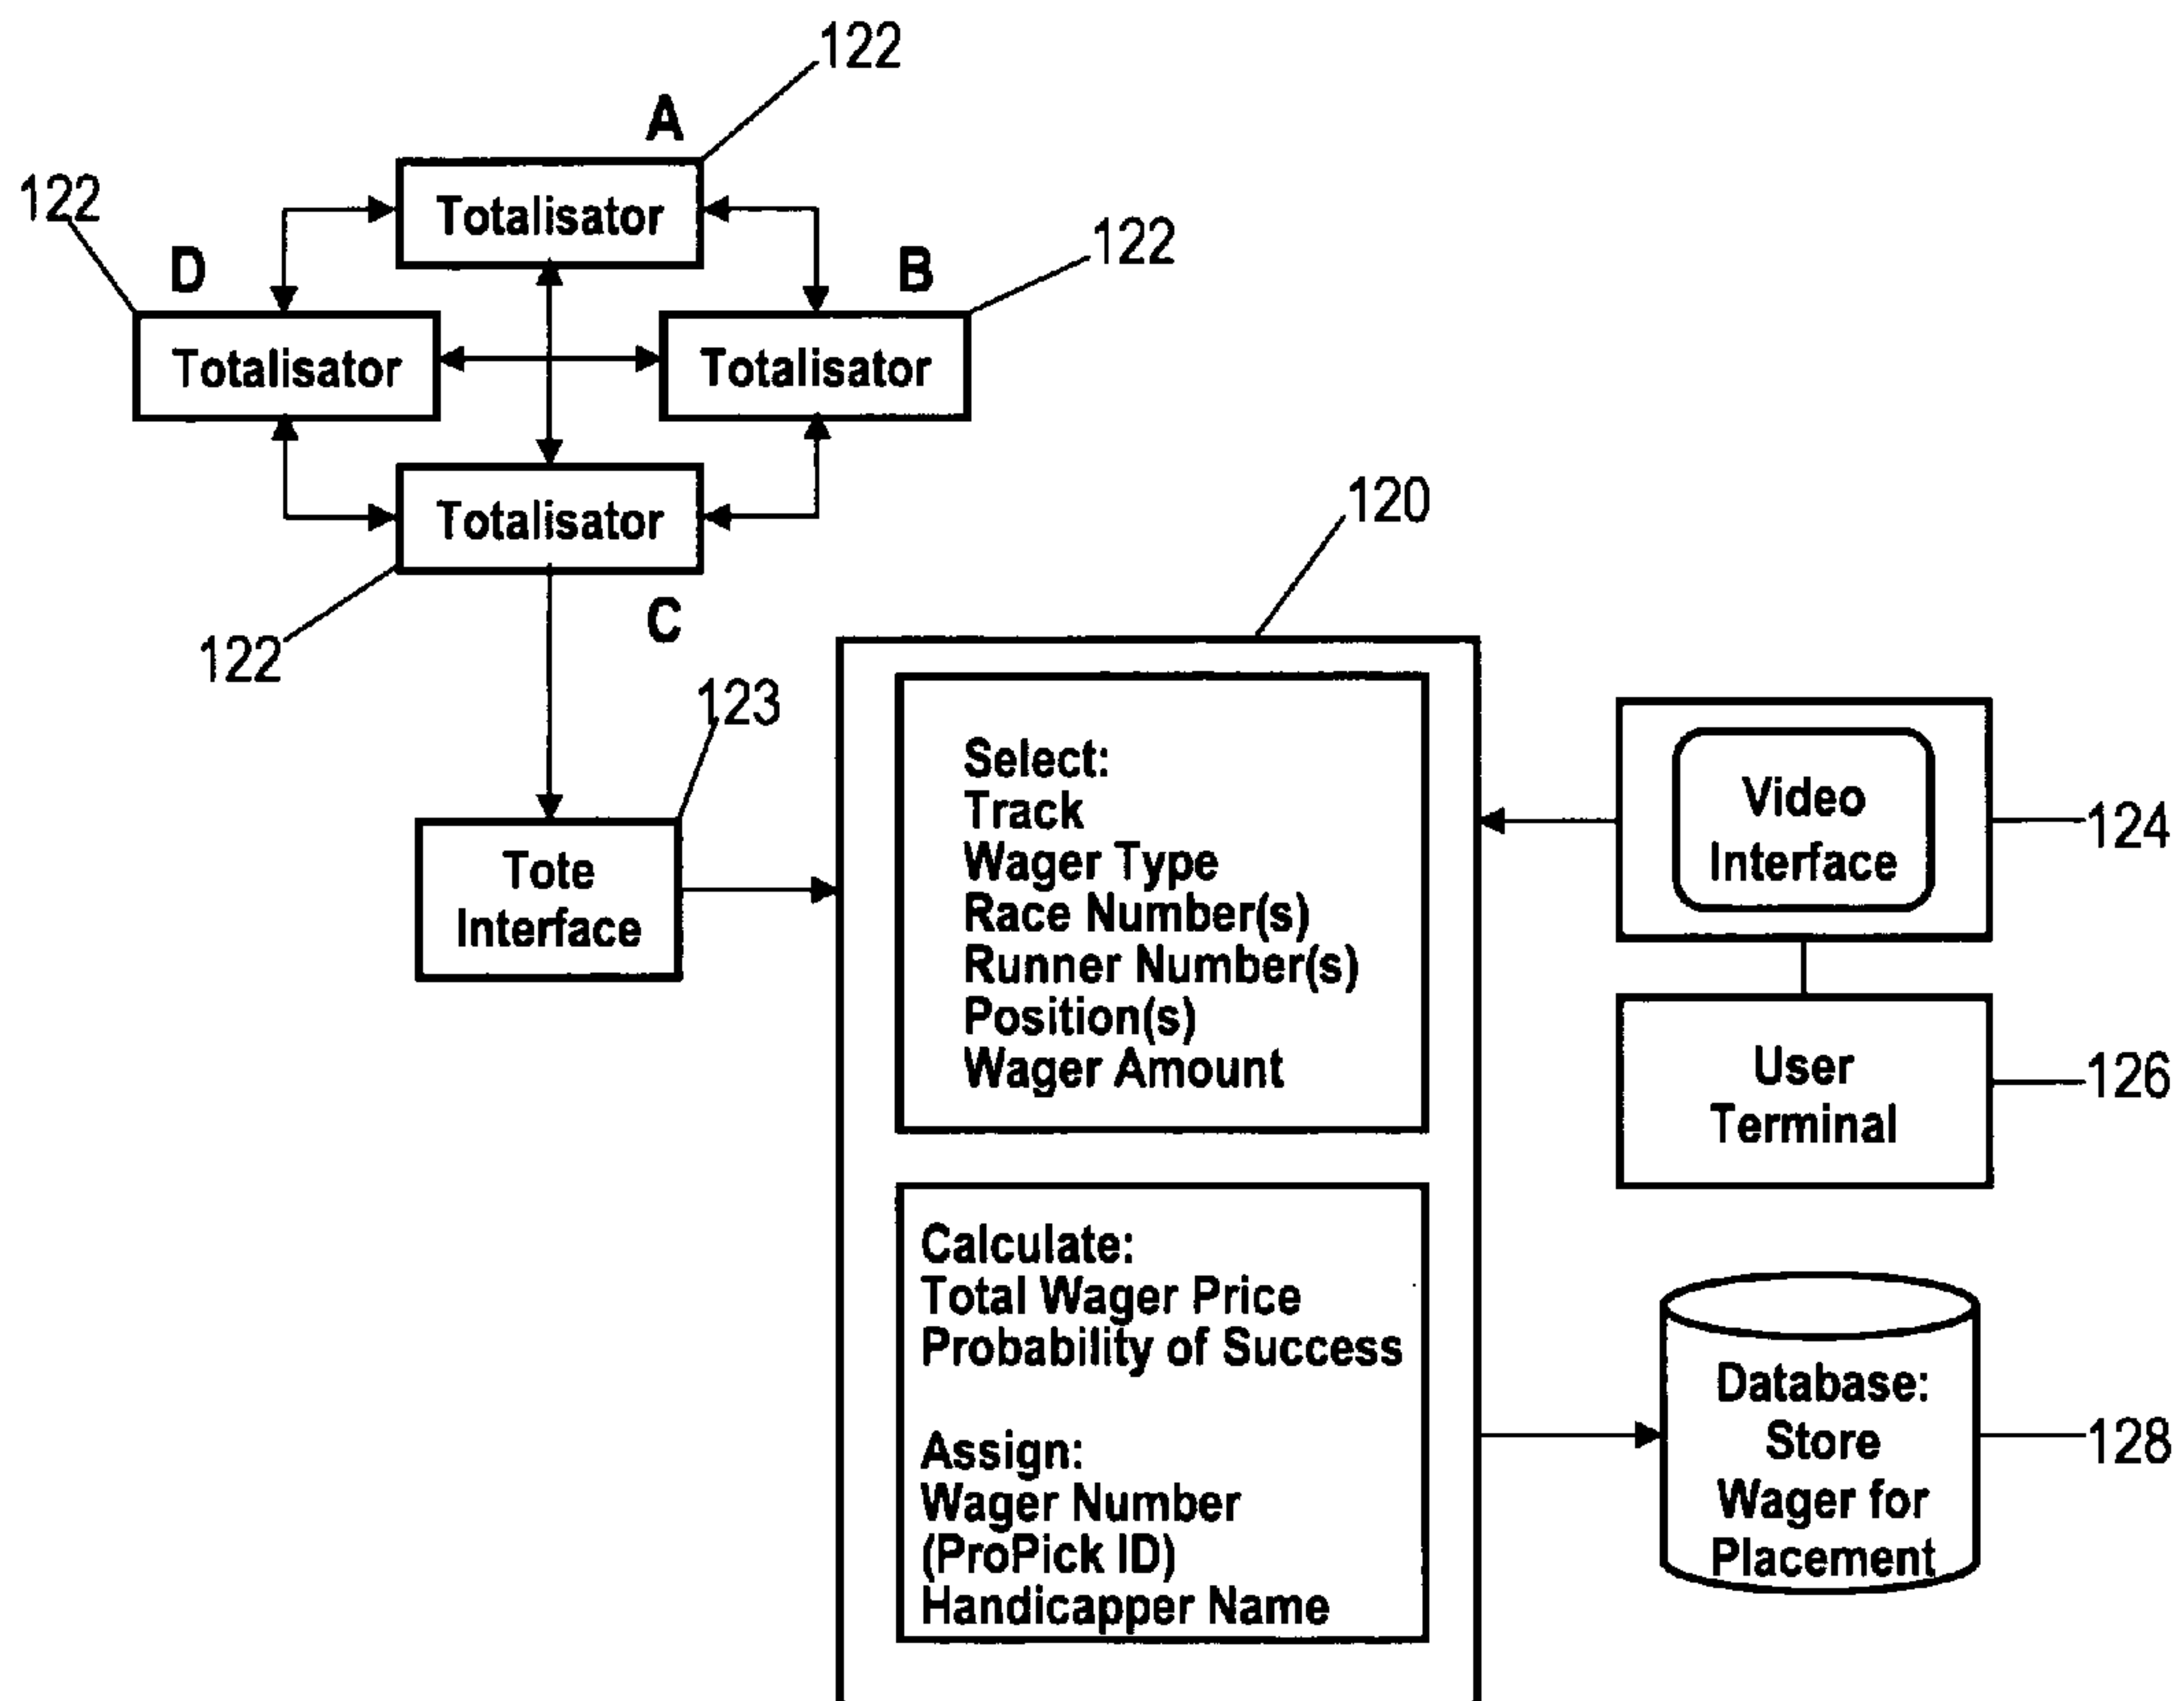 122
A
Totalisator
122
D
Totalisator
122
B
Totalisator
Totalisator
C
122
120
123
Tote
Interface
Select:
Track
Wager Type
Race Number(s)
Runner Number(s)
Position(s)
Wager Amount
Calculate:
Total Wager Price
Probability of Success
Assign:
Wager Number
(ProPick ID)
Handicapper Name
Video
Interface
124
User
Terminal
126
Database:
Store
Wager for
Placement
128